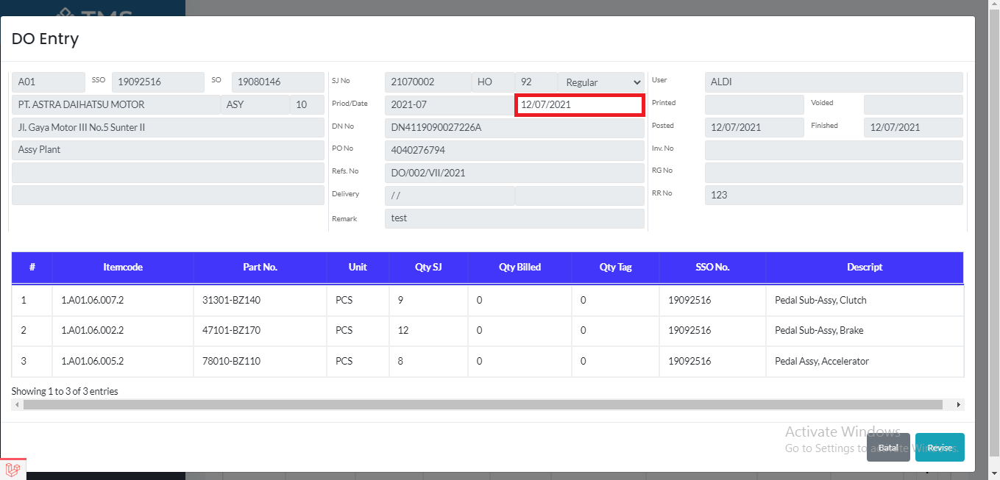 TMS
DO Entry
A01 SSO 19092516 SO 19080146
PT. ASTRA DAIHATSU MOTOR ASY 10
Jl. Gaya Motor III No.5 Sunter II
Assy Plant
SJ No 21070002 HO 92 Regular
Priod/Date 2021-07 12/07/2021
DN No DN4119090027226A
PO No 4040276794
Refs. No DO/002/VII/2021
Delivery / /
Remark test
User ALDI
Printed Voided
Posted 12/07/2021 Finished 12/07/2021
Inv. No
RG No
RR No 123
# Itemcode Part No. Unit Qty SJ Qty Billed Qty Tag SSO No. Descript
1 1.A01.06.007.2 31301-BZ140 PCS 9 0 0 19092516 Pedal Sub-Assy, Clutch
2 1.A01.06.002.2 47101-BZ170 PCS 12 0 0 19092516 Pedal Sub-Assy, Brake
3 1.A01.06.005.2 78010-BZ110 PCS 8 0 0 19092516 Pedal Assy, Accelerator
Showing 1 to 3 of 3 entries
Activate Windows
Go to Settings to activate Windows.
Batal Revise